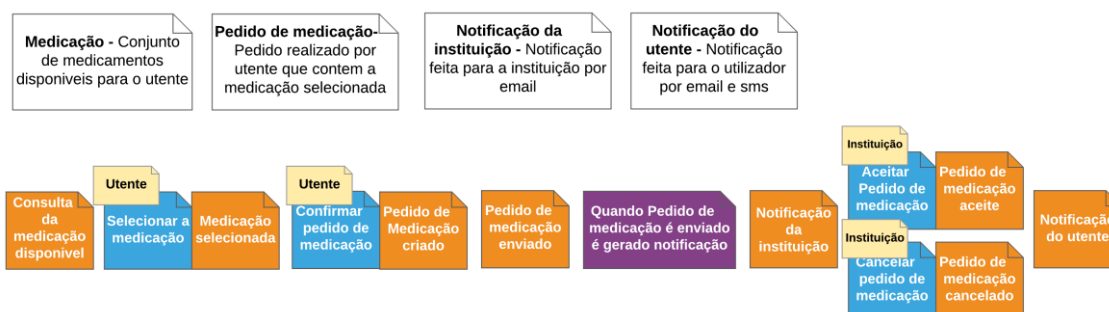 Medicação - Conjunto
de medicamentos
disponiveis para o utente
Pedido de medicação-
Pedido realizado por
utente que contem a
medicação selecionada
Notificação da
instituição - Notificação
feita para a instituição por
email
Notificação do
utente - Notificação
feita para o utilizador
por email e sms
Consulta
da
medicação
disponivel
Utente
Selecionar a
medicação
Medicação
selecionada
Utente
Confirmar
pedido de
medicação
Pedido de
Medicação
criado
Pedido de
medicação
enviado
Quando Pedido de
medicação é enviado
é gerado notificação
Notificação
da
instituição
Instituição
Aceitar
Pedido de
medicação
Pedido de
medicação
aceite
Instituição
Cancelar
pedido de
medicação
Pedido de
medicação
cancelado
Notificação
do utente